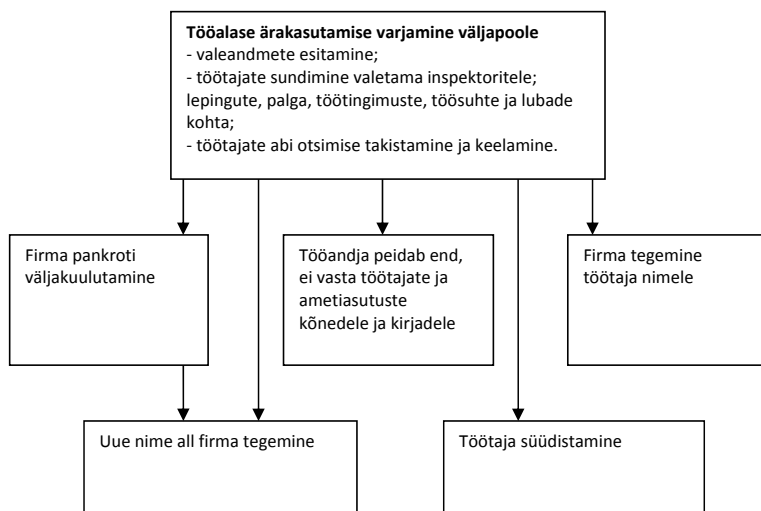 Tööalase ärakasutamise varjamine väljapoole
- valeandmete esitamine;
- töötajate sundimine valetama inspektoritele;
lepingute, palga, töötingimuste, töösuhte ja lubade
kohta;
- töötajate abi otsimise takistamine ja keelamine.
Firma pankroti
väljakuulutamine
Tööandja peidab end,
ei vasta töötajate ja
ametiasutuste
kõnedele ja kirjadele
Firma tegemine
töötaja nimele
Uue nime all firma tegemine
Töötaja süüdistamine